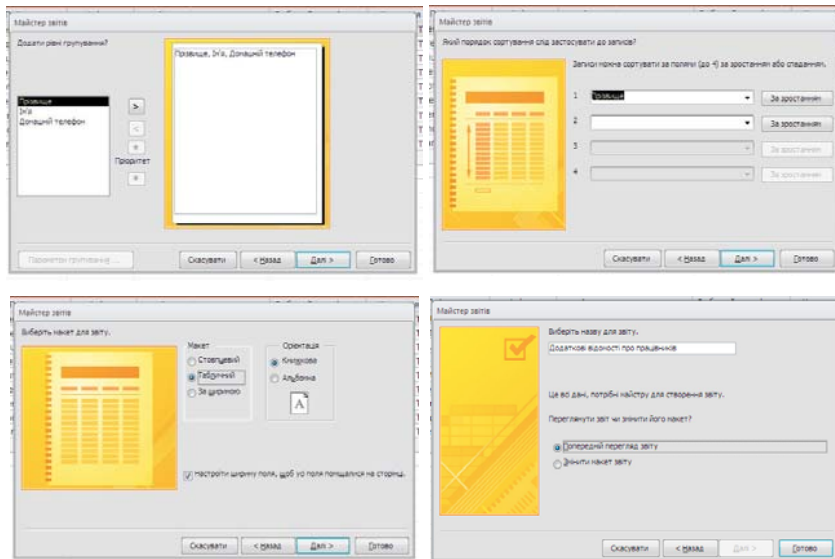 Майстер звітів
Додати рівні групування?
Прізвище
Ім'я
Домашній телефон
>
<
Пріоритет
Прізвище, Ім'я, Домашній телефон
Параметри групування ...
Скасувати
< Назад
Далі >
Готово
Майстер звітів
Який порядок сортування слід застосувати до записів?
Записи можна сортувати за полями (до 4) за зростанням або спаданням.
1 Прізвище За зростанням
2 За зростанням
3 За зростанням
4 За зростанням
Скасувати
< Назад
Далі >
Готово
Майстер звітів
Виберіть макет для звіту.
Макет
Стовпцевий
Табличний
За шириною
Орієнтація
Книжкова
Альбомна
A
Настроїти ширину поля, щоб усі поля поміщалися на сторінці.
Скасувати
< Назад
Далі >
Готово
Майстер звітів
Виберіть назву для звіту.
Додаткові відомості про працівників
Це всі дані, потрібні майстру для створення звіту.
Переглянути звіт чи змінити його макет?
Попередній перегляд звіту
Змінити макет звіту
Скасувати
< Назад
Далі >
Готово